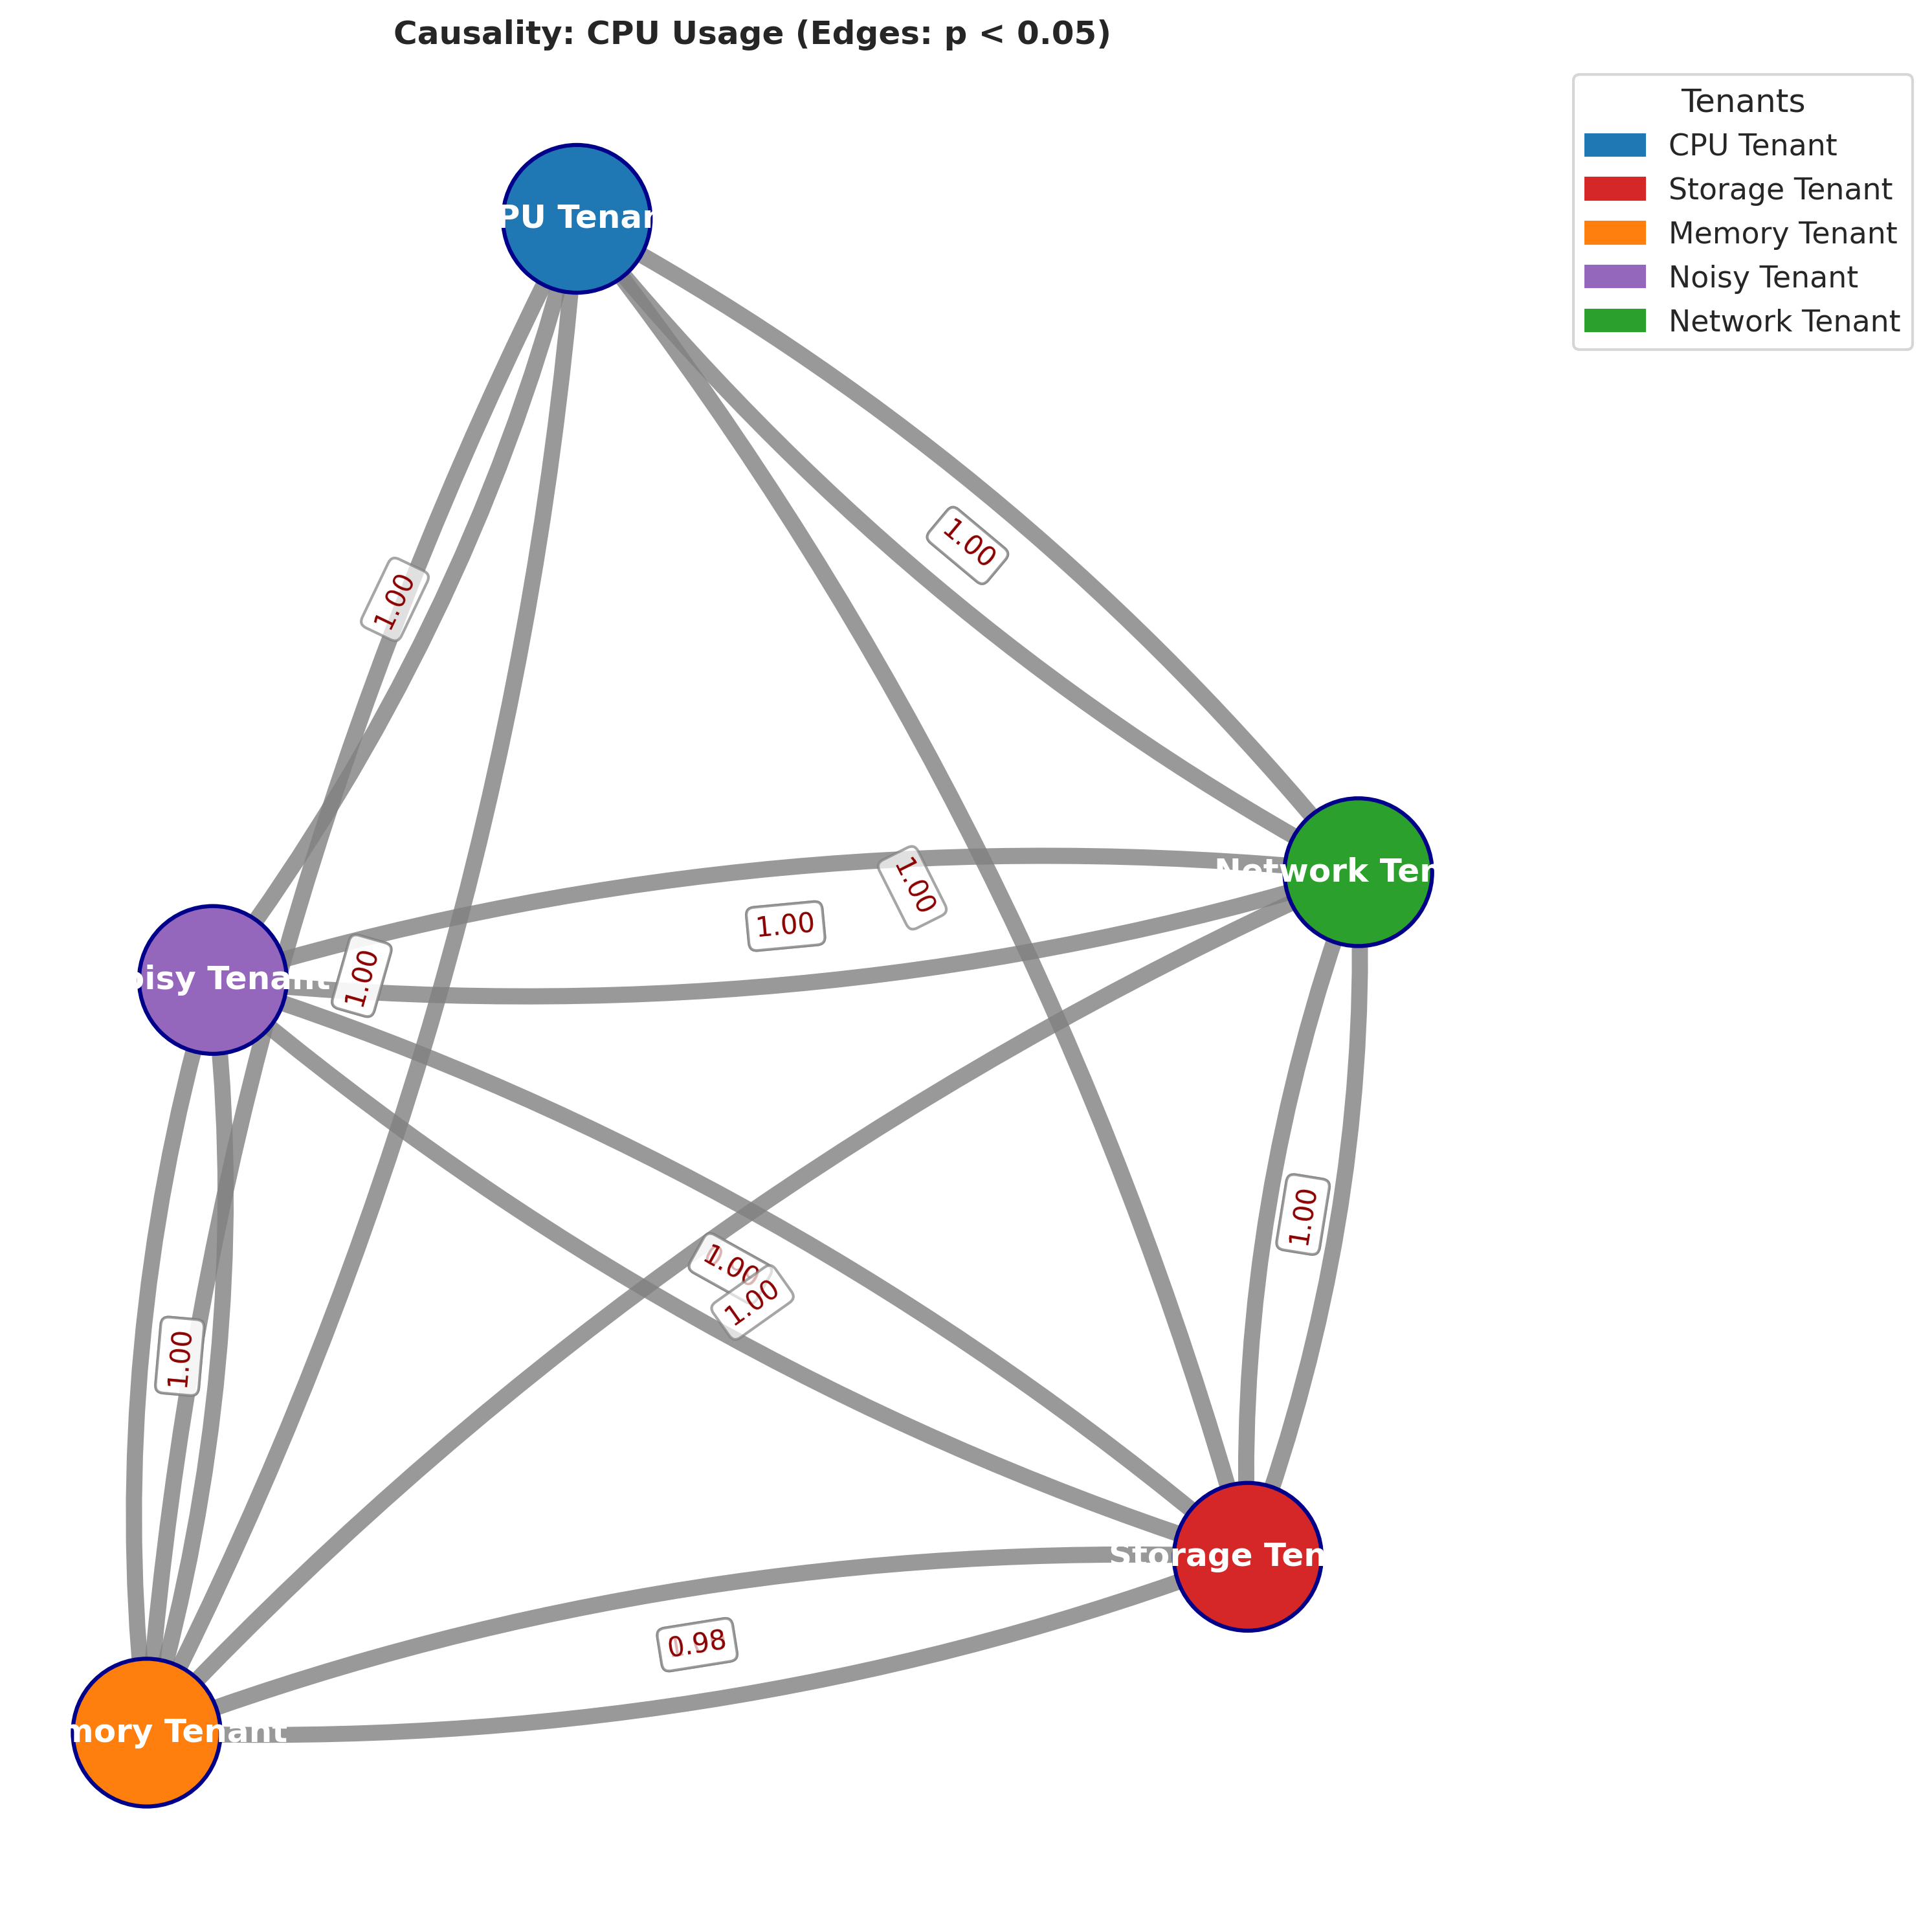 Causality: CPU Usage (Edges: p < 0.05)
Tenants
CPU Tenant
Storage Tenant
Memory Tenant
Noisy Tenant
Network Tenant
PU Tenan
1.00
1.00
Network Ten
1.00
1.00
oisy Tenant
1.00
1.00
1.00
1.00
1.00
Storage Ten
0.98
mory Tenant